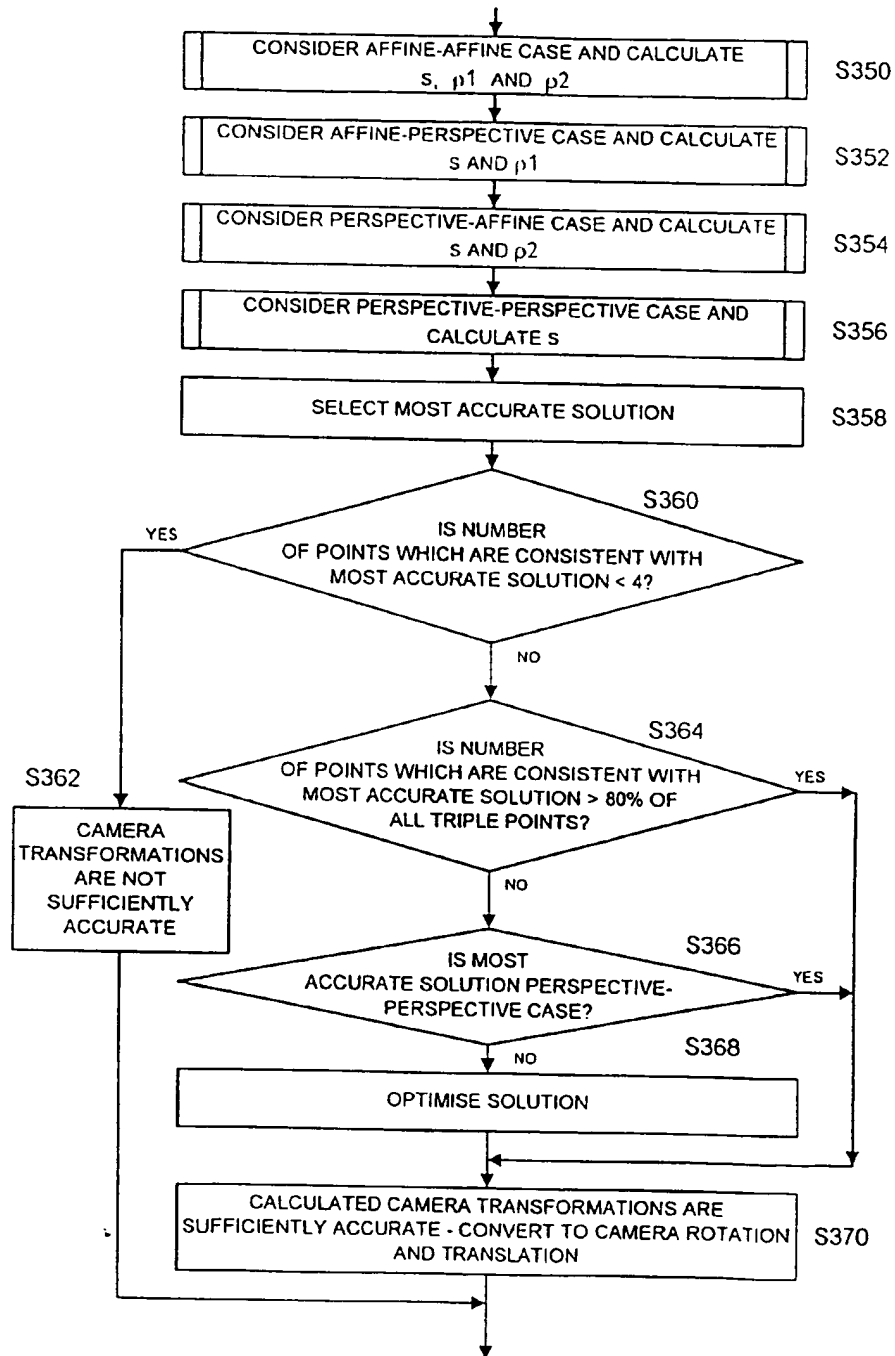 CONSIDER AFFINE-AFFINE CASE AND CALCULATE
s, ρ1 AND ρ2
S350
CONSIDER AFFINE-PERSPECTIVE CASE AND CALCULATE
s AND ρ1
S352
CONSIDER PERSPECTIVE-AFFINE CASE AND CALCULATE
s AND ρ2
S354
CONSIDER PERSPECTIVE-PERSPECTIVE CASE AND
CALCULATE s
S356
SELECT MOST ACCURATE SOLUTION
S358
S360
YES
IS NUMBER
OF POINTS WHICH ARE CONSISTENT WITH
MOST ACCURATE SOLUTION < 4?
NO
S364
IS NUMBER
OF POINTS WHICH ARE CONSISTENT WITH
MOST ACCURATE SOLUTION > 80% OF
ALL TRIPLE POINTS?
YES
S362
CAMERA
TRANSFORMATIONS
ARE NOT
SUFFICIENTLY
ACCURATE
NO
S366
IS MOST
ACCURATE SOLUTION PERSPECTIVE-
PERSPECTIVE CASE?
YES
NO
S368
OPTIMISE SOLUTION
CALCULATED CAMERA TRANSFORMATIONS ARE
SUFFICIENTLY ACCURATE - CONVERT TO CAMERA ROTATION
AND TRANSLATION
S370